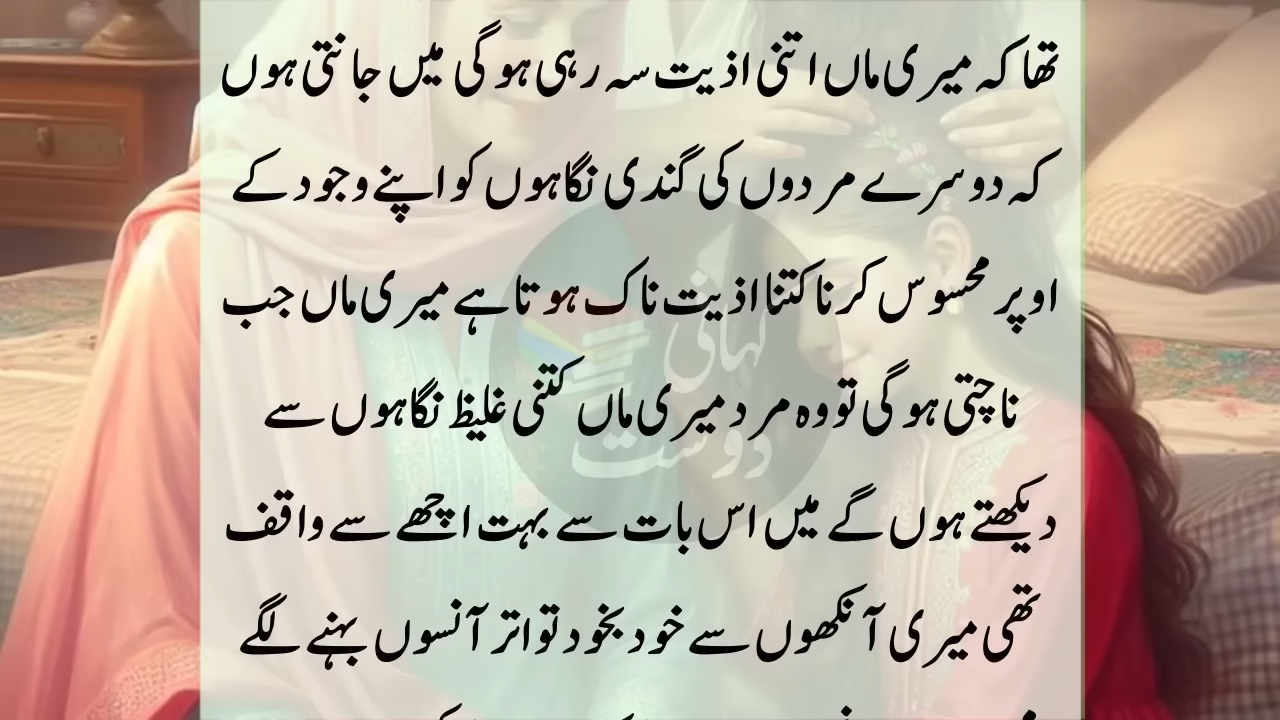 تھا کہ میری ماں اتنی اذیت سہ رہی ہو گی میں جانتی ہوں
کہ دوسرے مردوں کی گندی نگاہوں کو اپنے وجود کے
اوپر محسوس کرنا کتنا اذیت ناک ہوتا ہے میری ماں جب
ناچتی ہو گی تو وہ مرد میری ماں کتنی غلیظ نگاہوں سے
دیکھتے ہوں گے میں اس بات سے بہت اچھے سے واقف
تھی میری آنکھوں سے خود بخود تواتر آنسوں بہنے لگے
کہانی
دوست